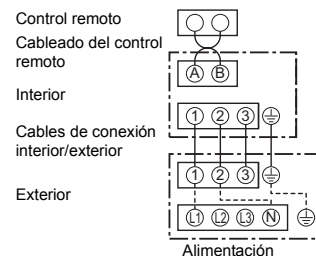 Control remoto
Cableado del control
remoto
A B
Interior
1 2 3
Cables de conexión
interior/exterior
1 2 3
Exterior
L1 L2 L3 N
Alimentación